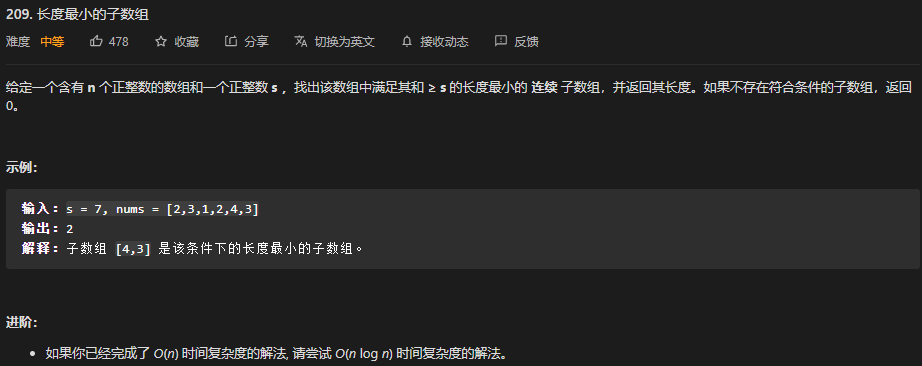 209. 长度最小的子数组
难度 中等 478 收藏 分享 切换为英文 接收动态 反馈
给定一个含有 n 个正整数的数组和一个正整数 s ，找出该数组中满足其和 ≥ s 的长度最小的 连续 子数组，并返回其长度。如果不存在符合条件的子数组，返回
0。
示例：
输入：s = 7, nums = [2,3,1,2,4,3]
输出：2
解释：子数组 [4,3] 是该条件下的长度最小的子数组。
进阶：
• 如果你已经完成了 O(n) 时间复杂度的解法, 请尝试 O(n log n) 时间复杂度的解法。